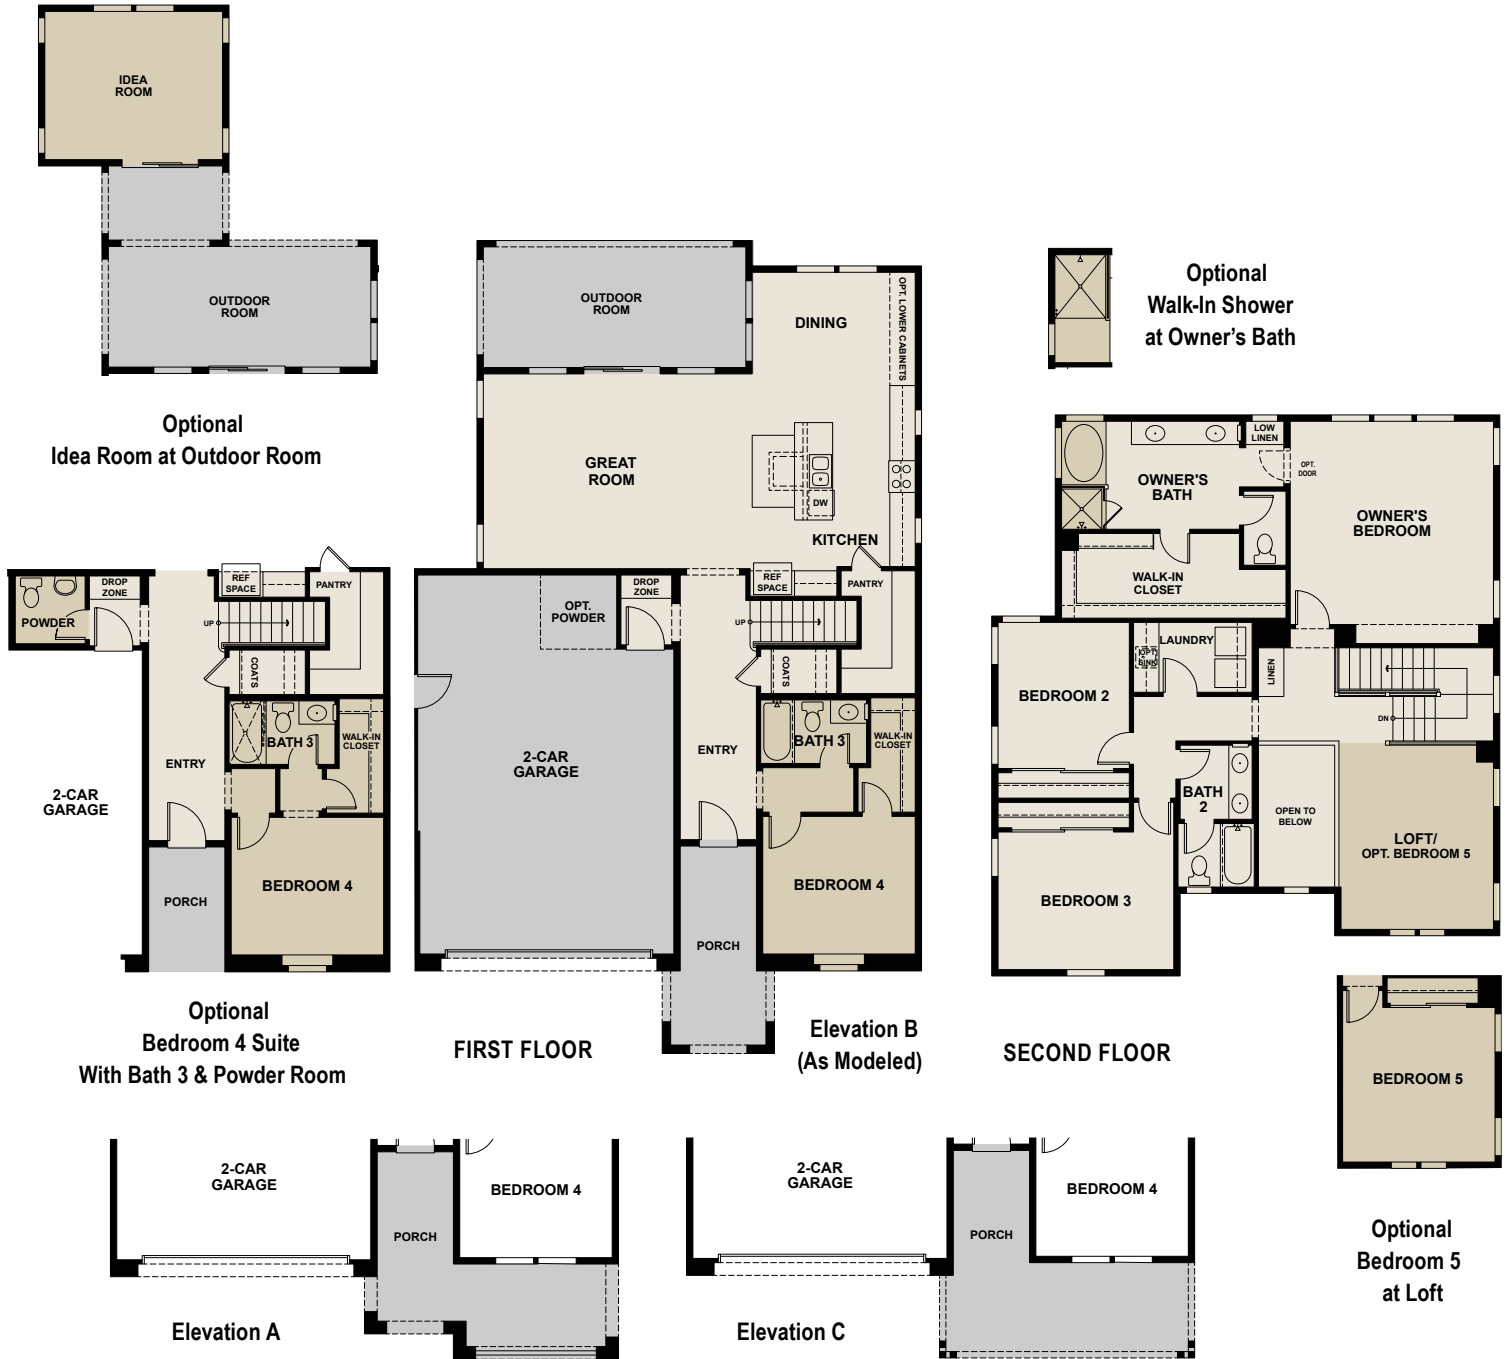 IDEA
ROOM
OUTDOOR
ROOM
Optional
Idea Room at Outdoor Room
OUTDOOR
ROOM
DINING
OPT. LOWER CABINETS
GREAT
ROOM
DW
KITCHEN
REF
SPACE
PANTRY
DROP
ZONE
OPT.
POWDER
UP
COATS
2-CAR
GARAGE
ENTRY
BATH 3
WALK-IN
CLOSET
BEDROOM 4
PORCH
FIRST FLOOR
Elevation B
(As Modeled)
POWDER
DROP
ZONE
REF
SPACE
PANTRY
UP
COATS
BATH 3
WALK-IN
CLOSET
ENTRY
2-CAR
GARAGE
BEDROOM 4
PORCH
Optional
Bedroom 4 Suite
With Bath 3 & Powder Room
Optional
Walk-In Shower
at Owner's Bath
LOW
LINEN
OPT.
DOOR
OWNER'S
BATH
OWNER'S
BEDROOM
WALK-IN
CLOSET
LAUNDRY
OPT.
SINK
LINEN
BEDROOM 2
DN
BATH
2
OPEN TO
BELOW
LOFT/
OPT. BEDROOM 5
BEDROOM 3
SECOND FLOOR
BEDROOM 5
Optional
Bedroom 5
at Loft
2-CAR
GARAGE
BEDROOM 4
PORCH
Elevation A
2-CAR
GARAGE
BEDROOM 4
PORCH
Elevation C